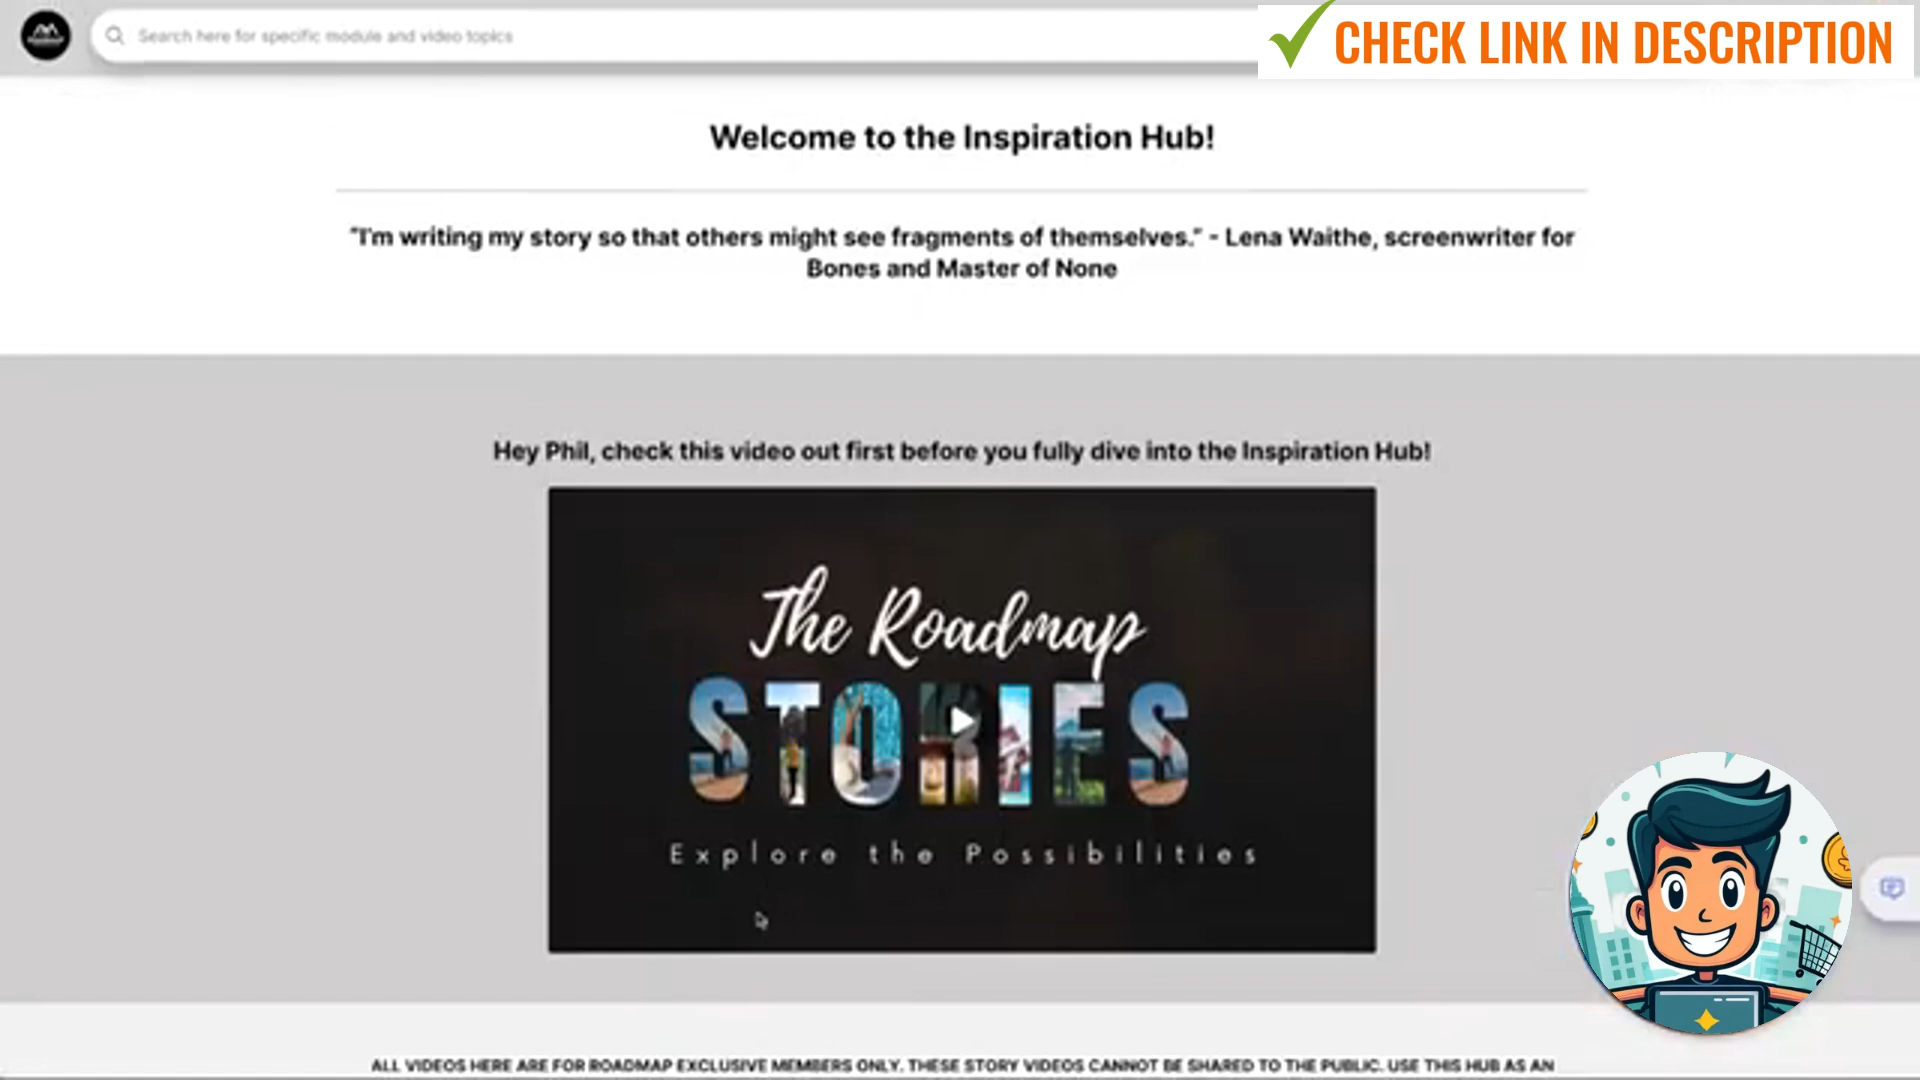 Search here for specific module and video topics
CHECK LINK IN DESCRIPTION
Welcome to the Inspiration Hub!
"I'm writing my story so that others might see fragments of themselves." - Lena Waithe, screenwriter for
Bones and Master of None
Hey Phil, check this video out first before you fully dive into the Inspiration Hub!
The Roadmap
STORIES
Explore the Possibilities
ALL VIDEOS HERE ARE FOR ROADMAP EXCLUSIVE MEMBERS ONLY. THESE STORY VIDEOS CANNOT BE SHARED TO THE PUBLIC. USE THIS HUB AS AN